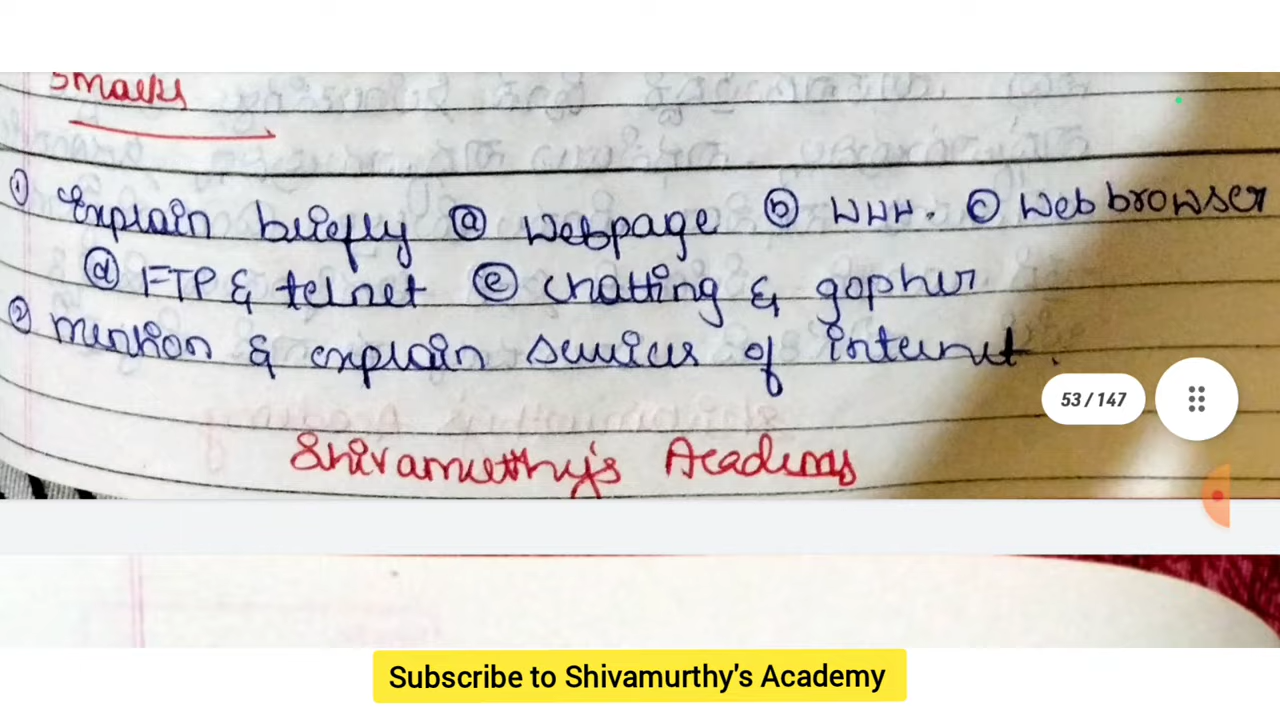 5marks
① Explain briefly ⓐ Webpage ⓑ WWW. ⓒ Web browser
ⓓ FTP & telnet ⓔ chatting & gopher
② mention & explain services of internet.
53 / 147
Shivamurthy's Academy
Subscribe to Shivamurthy's Academy